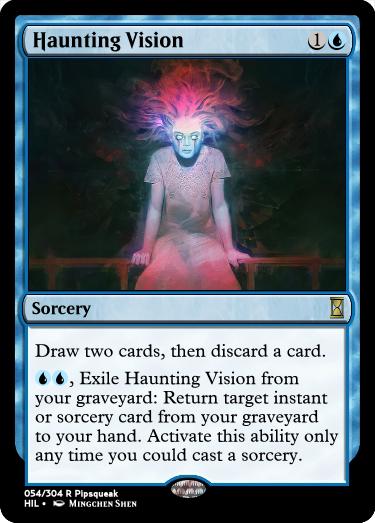 Haunting Vision 1
Sorcery
Draw two cards, then discard a card.
, Exile Haunting Vision from
your graveyard: Return target instant
or sorcery card from your graveyard
to your hand. Activate this ability only
any time you could cast a sorcery.
054/304 R Pipsqueak
HIL • Mingchen Shen